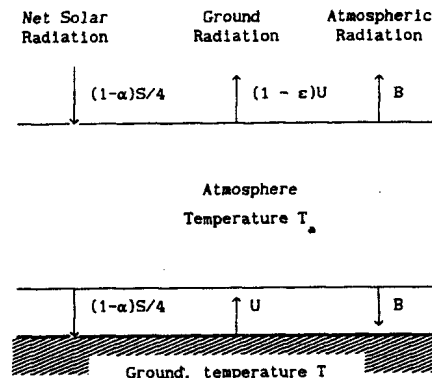 Net Solar Ground Atmospheric
Radiation Radiation Radiation
(1-α)S/4 (1 - ε)U B
Atmosphere
Temperature Tₐ
(1-α)S/4 U B
Ground, temperature T